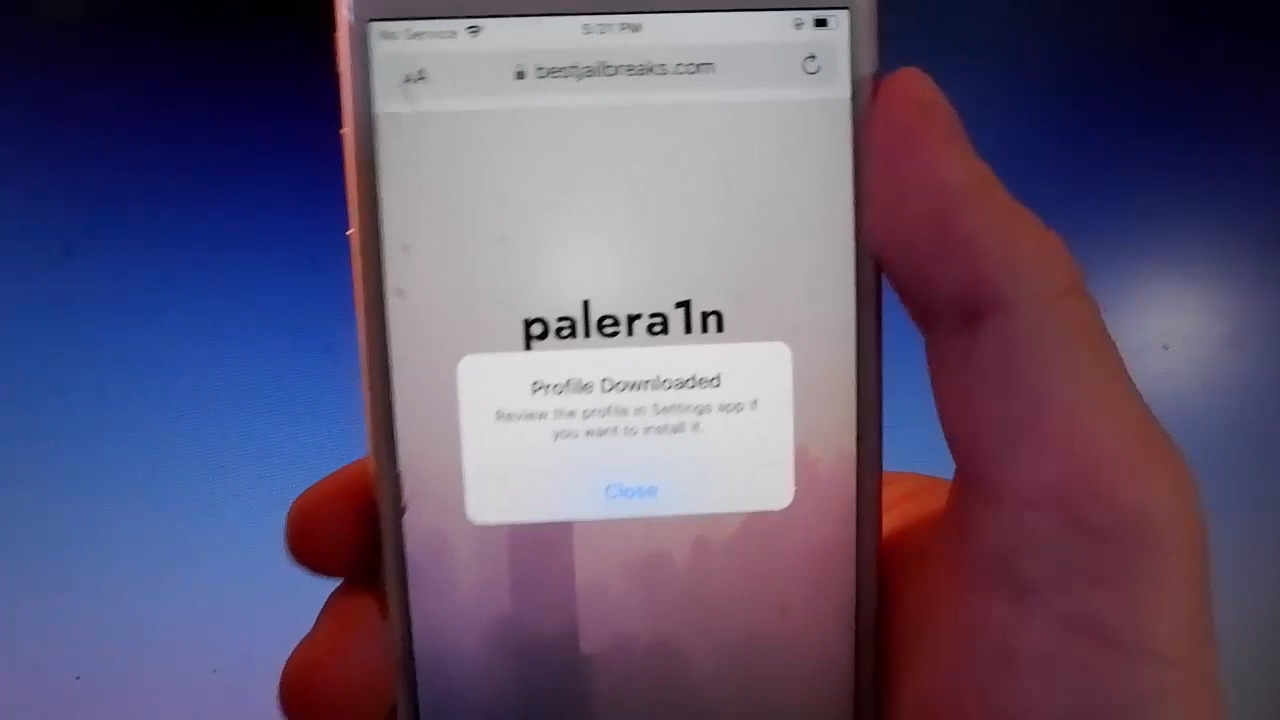 No Service
5:31 PM
AA
bestjailbreaks.com
palera1n
Profile Downloaded
Review the profile in Settings app if
you want to install it.
Close